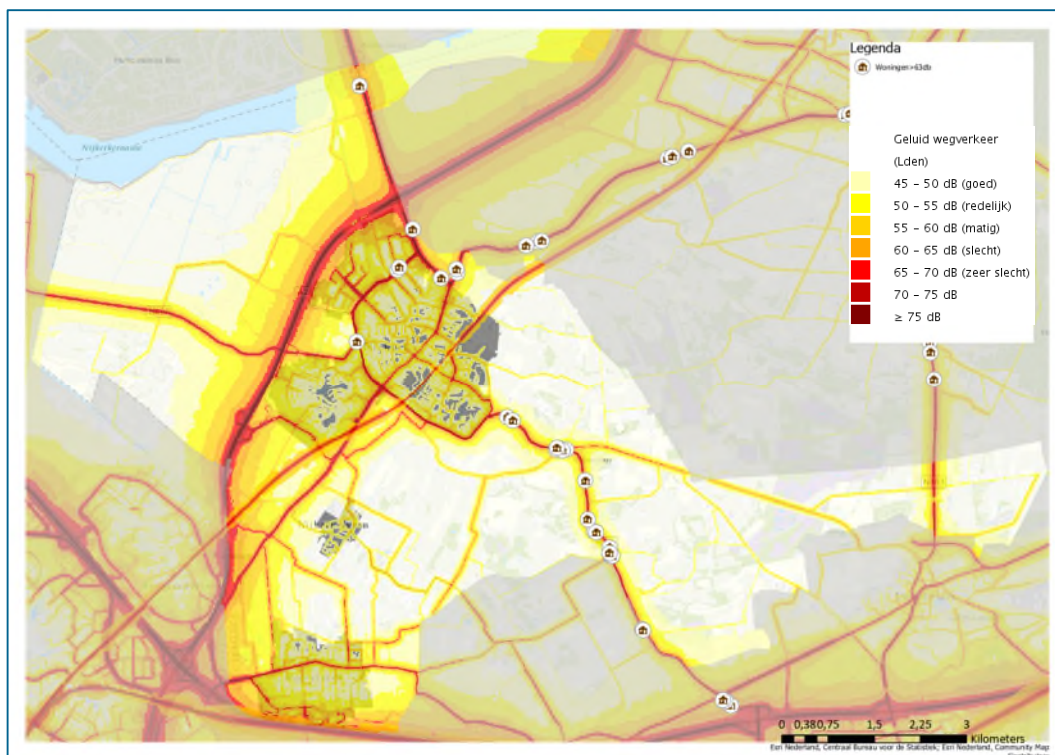 Nijkerkernauw
Legenda
Woningen >63db
Geluid wegverkeer
(Lden)
45 – 50 dB (goed)
50 – 55 dB (redelijk)
55 – 60 dB (matig)
60 – 65 dB (slecht)
65 – 70 dB (zeer slecht)
70 – 75 dB
≥ 75 dB
0 0,38 0,75 1,5 2,25 3
Kilometers
Esri Nederland, Centraal Bureau voor de Statistiek; Esri Nederland, Community Map